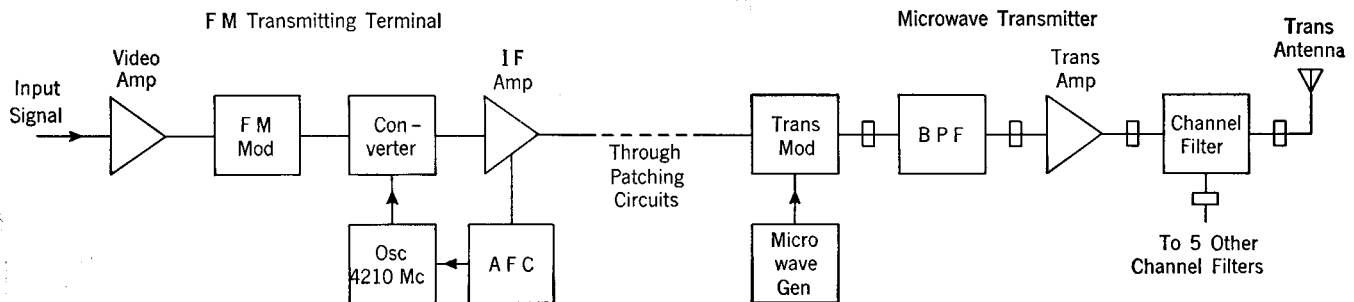 F M Transmitting Terminal
Microwave Transmitter
Trans
Antenna
Video
Amp
I F
Amp
Trans
Amp
Input
Signal
F M
Mod
Con-
verter
Through
Patching
Circuits
Trans
Mod
B P F
Channel
Filter
Osc
4210 Mc
A F C
Micro
wave
Gen
To 5 Other
Channel Filters